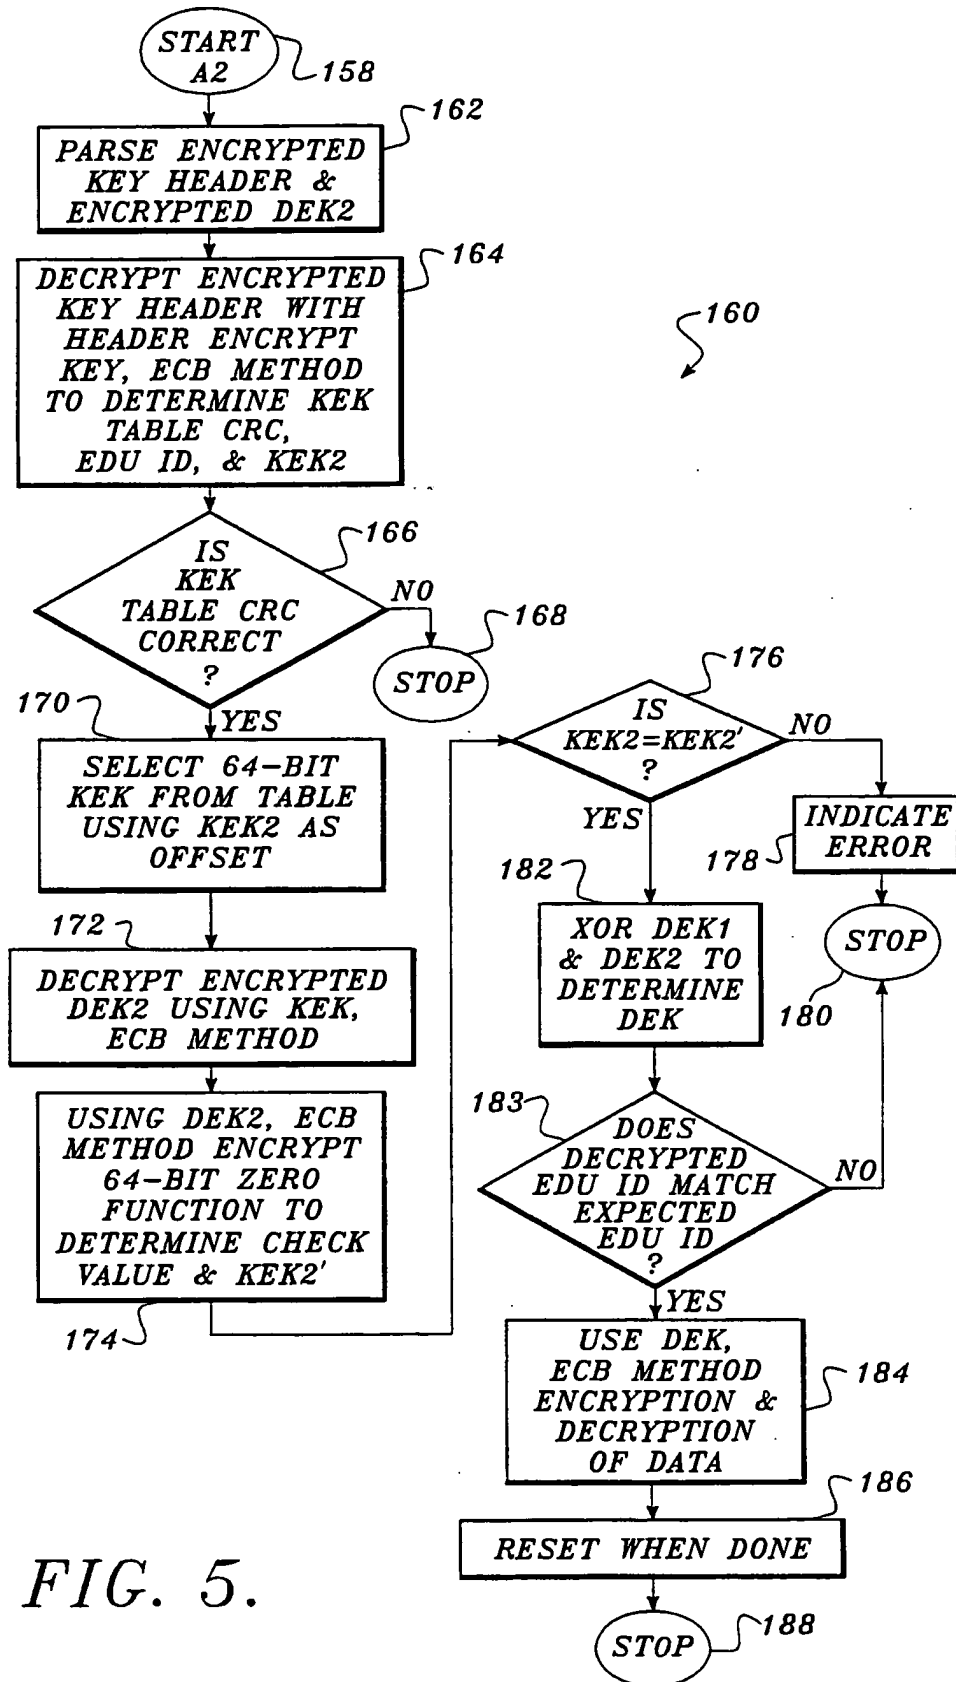 START
A2
158
162
PARSE ENCRYPTED
KEY HEADER &
ENCRYPTED DEK2
164
DECRYPT ENCRYPTED
KEY HEADER WITH
HEADER ENCRYPT
KEY, ECB METHOD
TO DETERMINE KEK
TABLE CRC,
EDU ID, & KEK2
160
166
IS
KEK
TABLE CRC
CORRECT
?
NO
168
STOP
170
YES
SELECT 64-BIT
KEK FROM TABLE
USING KEK2 AS
OFFSET
172
DECRYPT ENCRYPTED
DEK2 USING KEK,
ECB METHOD
USING DEK2, ECB
METHOD ENCRYPT
64-BIT ZERO
FUNCTION TO
DETERMINE CHECK
VALUE & KEK2'
174
176
IS
KEK2=KEK2'
?
NO
YES
INDICATE
ERROR
178
182
STOP
180
XOR DEK1
& DEK2 TO
DETERMINE
DEK
183
DOES
DECRYPTED
EDU ID MATCH
EXPECTED
EDU ID
?
NO
YES
USE DEK,
ECB METHOD
ENCRYPTION &
DECRYPTION
OF DATA
184
186
RESET WHEN DONE
STOP
188
FIG. 5.